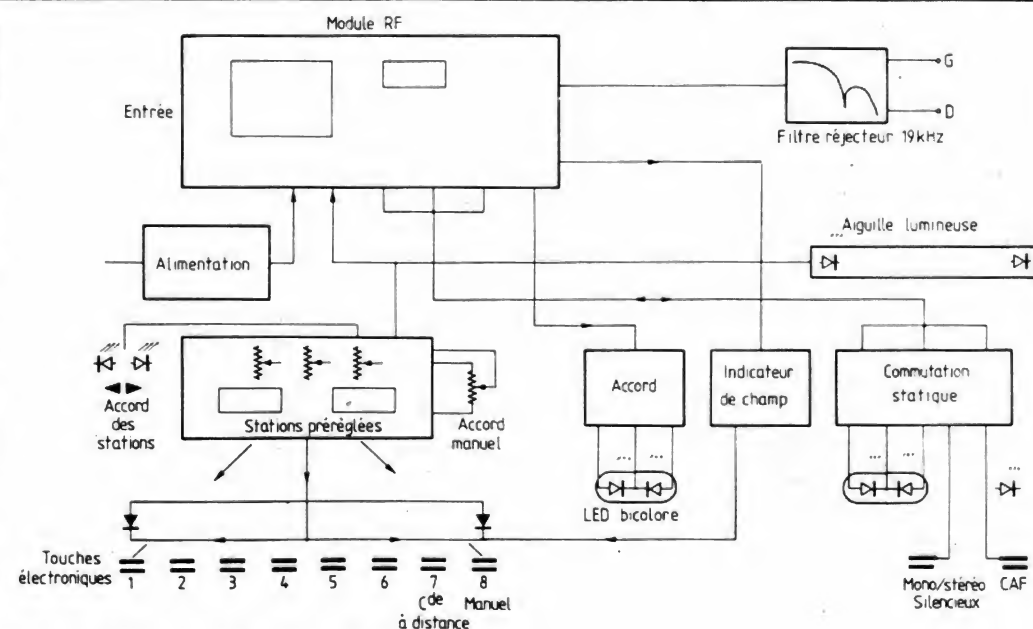 Module RF
Entrée
G
D
Filtre réjecteur 19kHz
Alimentation
Aiguille lumineuse
Accord
des
stations
Stations préréglées
Accord
manuel
Accord
Indicateur
de champ
Commutation
statique
LED bicolore
Touches
électroniques
1 2 3 4 5 6 7 8
Cde
à distance
Manuel
Mono/stéréo
Silencieux
CAF